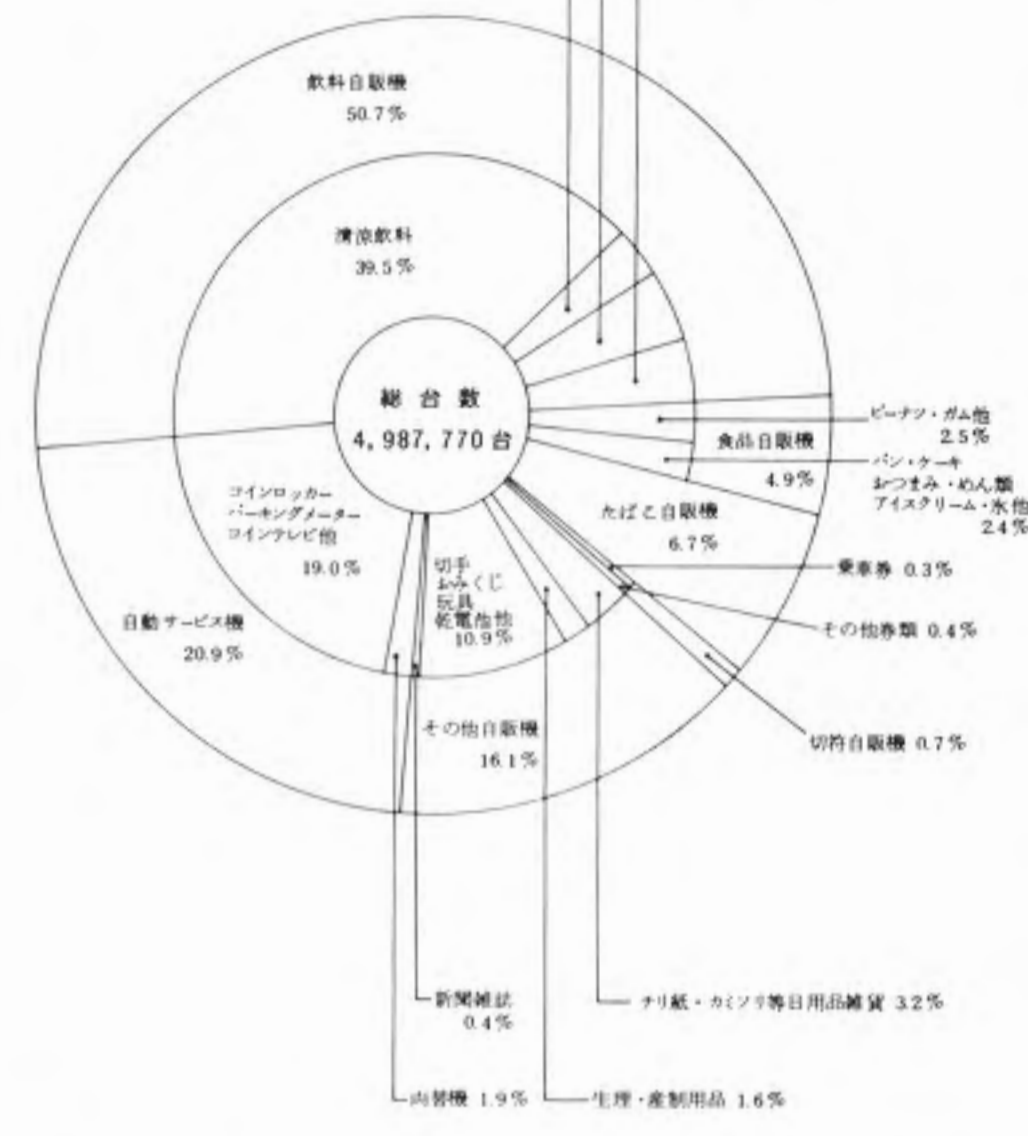 飲料自販機
50.7%
清涼飲料
39.5%
総台数
4,987,770台
ピーナツ・ガム他
2.5%
食品自販機
4.9%
パン・ケーキ
おつまみ・めん類
アイスクリーム・氷他
2.4%
たばこ自販機
6.7%
乗車券 0.3%
その他券類 0.4%
切符自販機 0.7%
コインロッカー
パーキングメーター
コインテレビ他
19.0%
切手
おみくじ
玩具
乾電池他
10.9%
自動サービス機
20.9%
その他自販機
16.1%
新聞雑誌
0.4%
チリ紙・カミソリ等日用品雑貨 3.2%
両替機 1.9%
生理・産制用品 1.6%